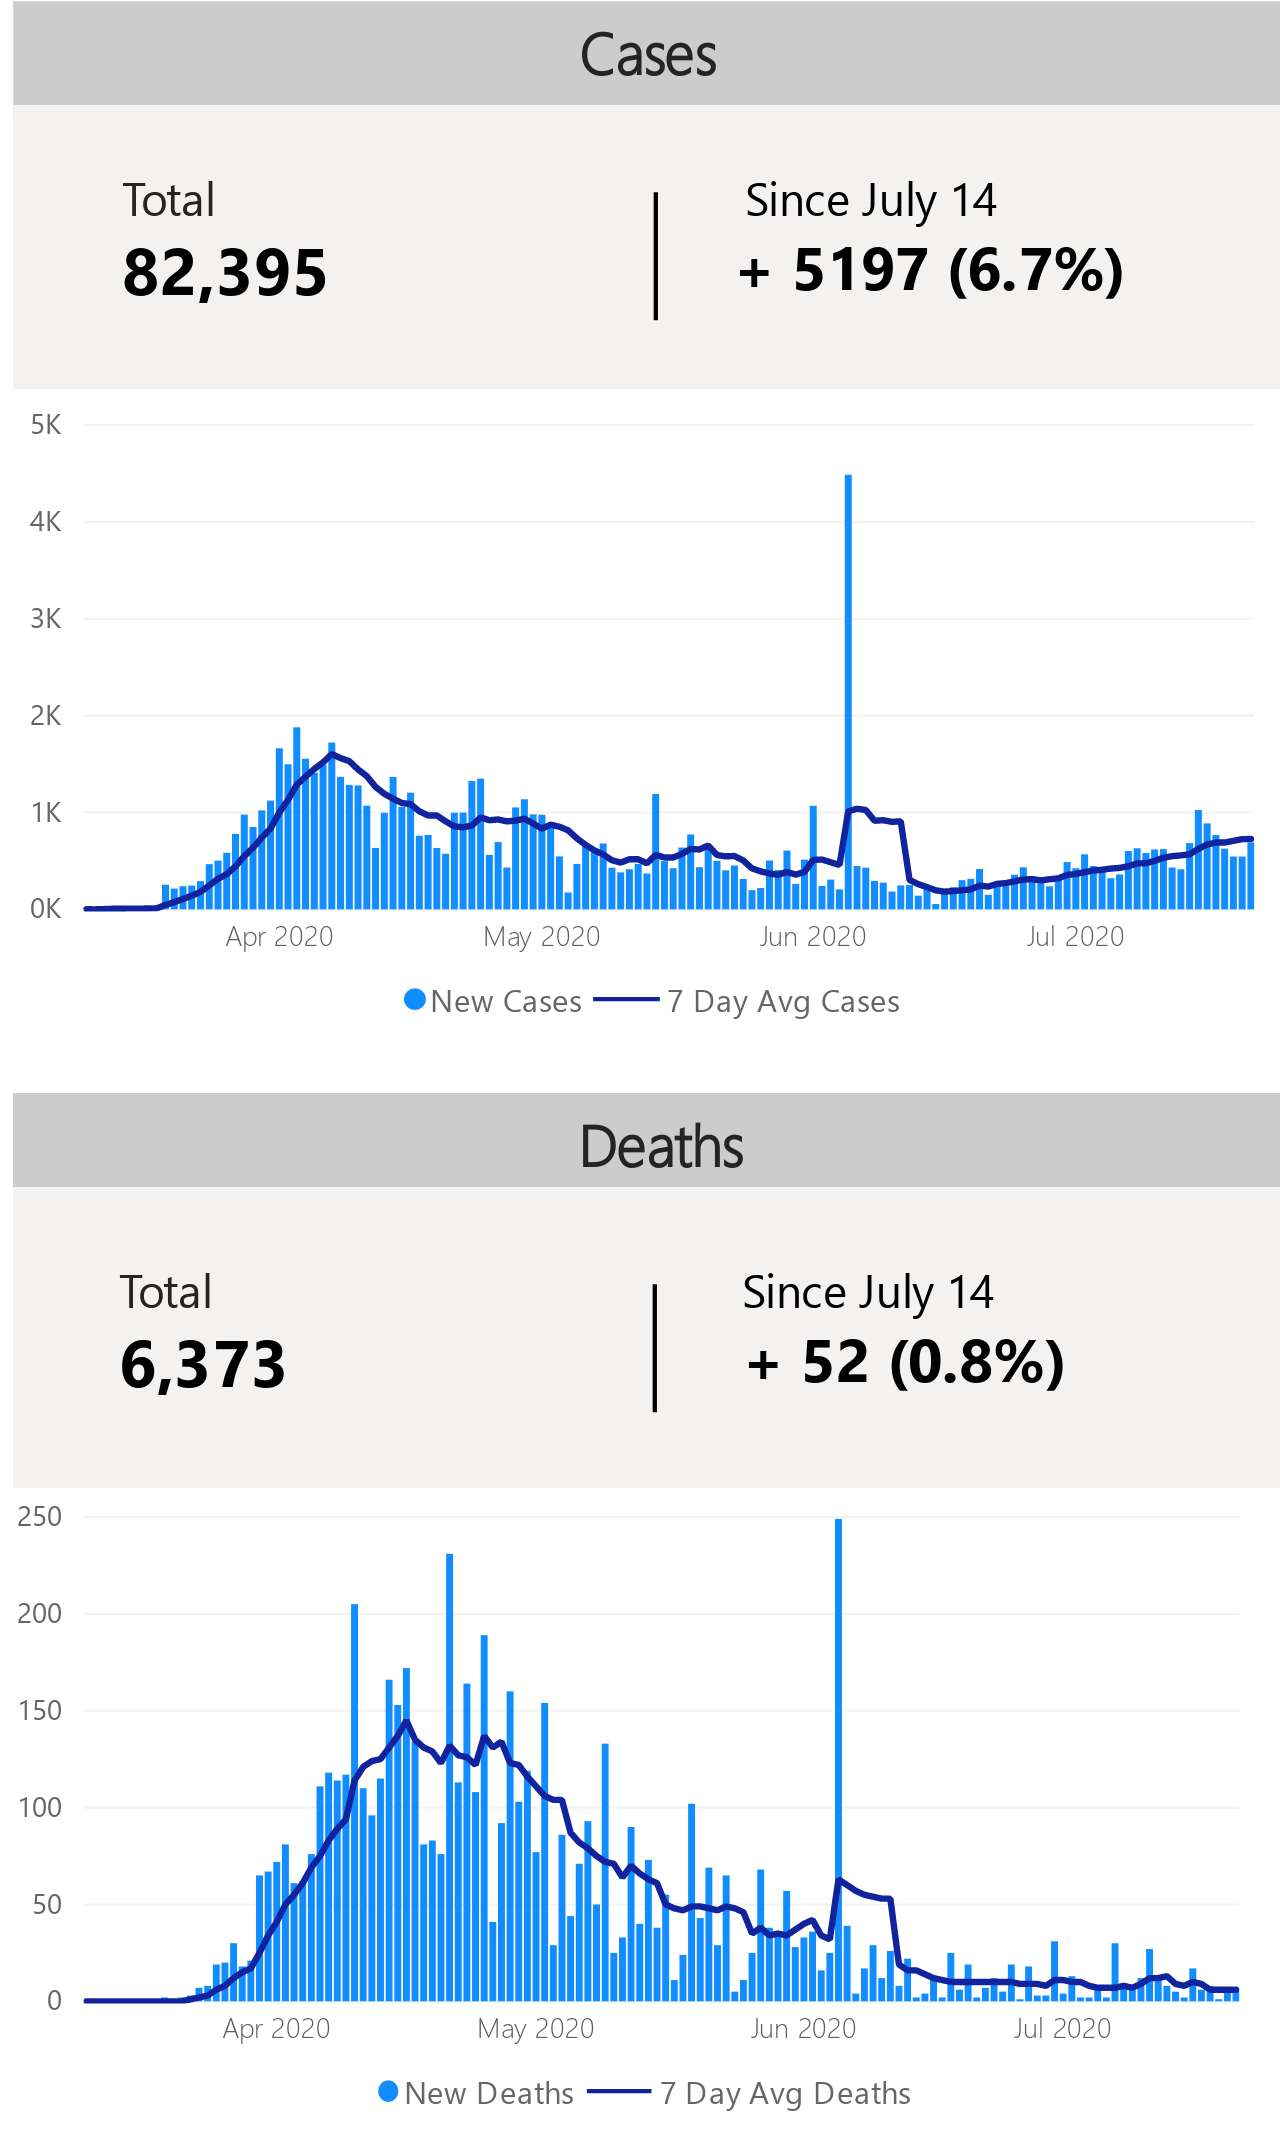 Cases
Total
Since July 14
82,395
+ 5197 (6.7%)
5K
4K
3K
2K
1K
0K
Apr 2020
May 2020
Jun 2020
Jul 2020
New Cases
7 Day Avg Cases
Deaths
Total
Since July 14
6,373
+ 52 (0.8%)
250
200
150
100
50
0
Apr 2020
May 2020
Jun 2020
Jul 2020
New Deaths
7 Day Avg Deaths